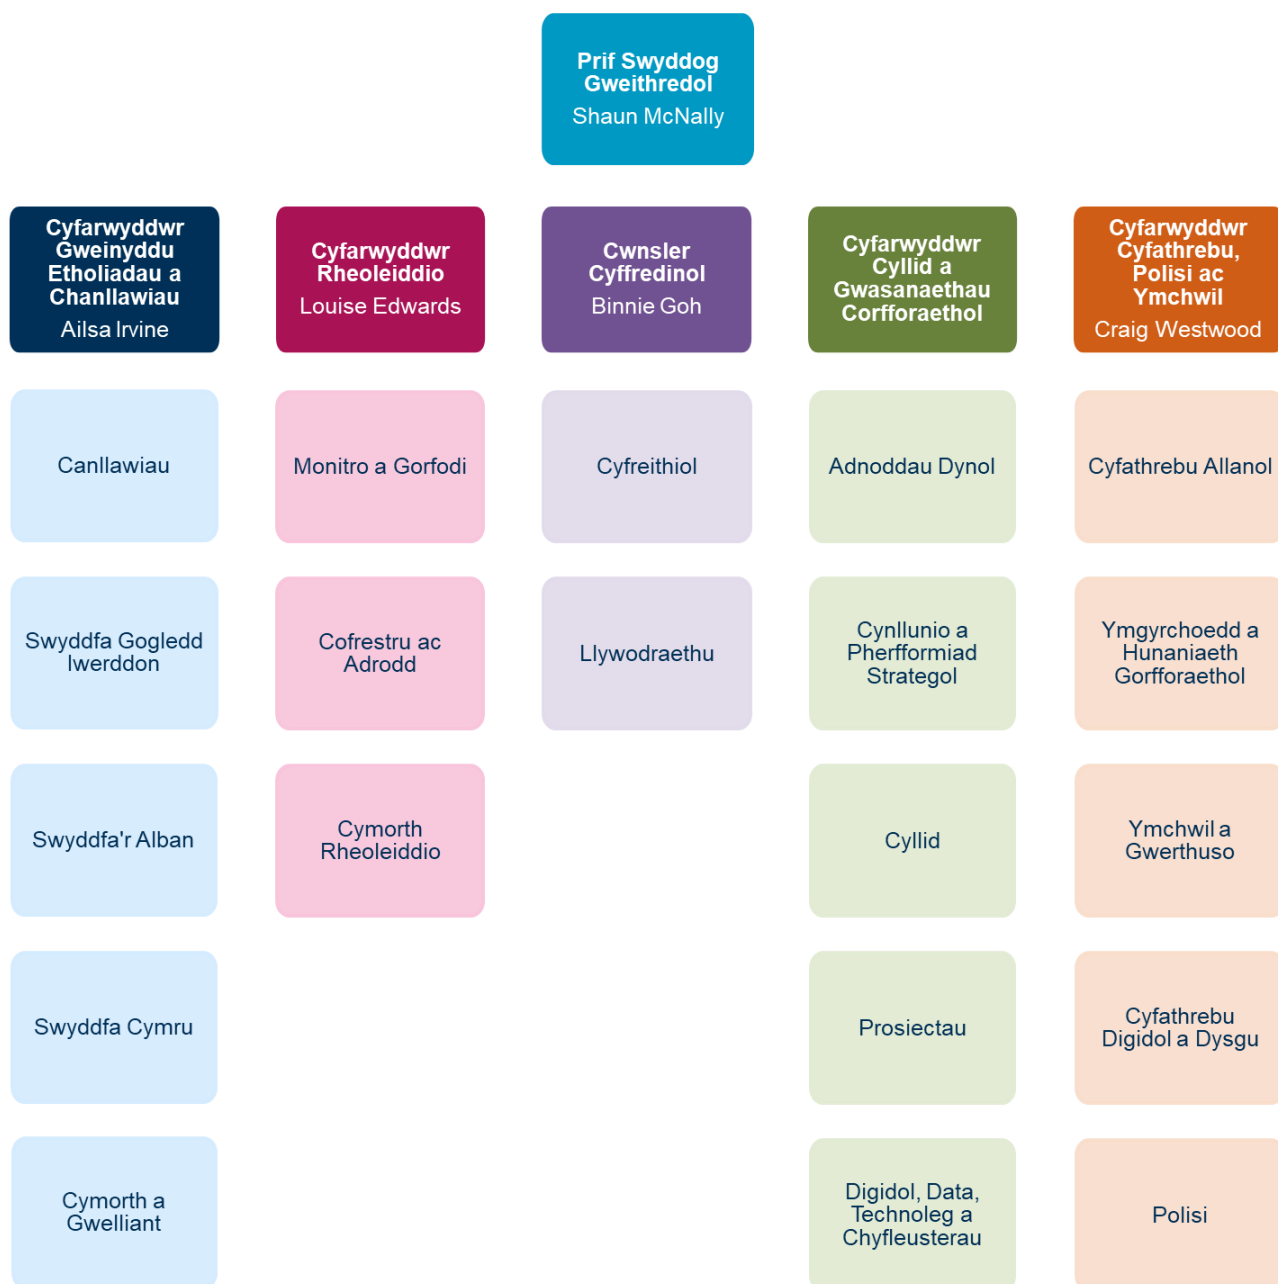 Prif Swyddog
Gweithredol
Shaun McNally
Cyfarwyddwr
Gweinyddu
Etholiadau a
Chanllawiau
Ailsa Irvine
Cyfarwyddwr
Rheoleiddio
Louise Edwards
Cwnsler
Cyffredinol
Binnie Goh
Cyfarwyddwr
Cyllid a
Gwasanaethau
Corfforaethol
Cyfarwyddwr
Cyfathrebu,
Polisi ac
Ymchwil
Craig Westwood
Canllawiau
Monitro a Gorfodi
Cyfreithiol
Adnoddau Dynol
Cyfathrebu Allanol
Swyddfa Gogledd
Iwerddon
Cofrestru ac
Adrodd
Llywodraethu
Cynllunio a
Pherfformiad
Strategol
Ymgyrchoedd a
Hunaniaeth
Gorfforaethol
Swyddfa'r Alban
Cymorth
Rheoleiddio
Cyllid
Ymchwil a
Gwerthuso
Swyddfa Cymru
Prosiectau
Cyfathrebu
Digidol a Dysgu
Cymorth a
Gwelliant
Digidol, Data,
Technoleg a
Chyfleusterau
Polisi